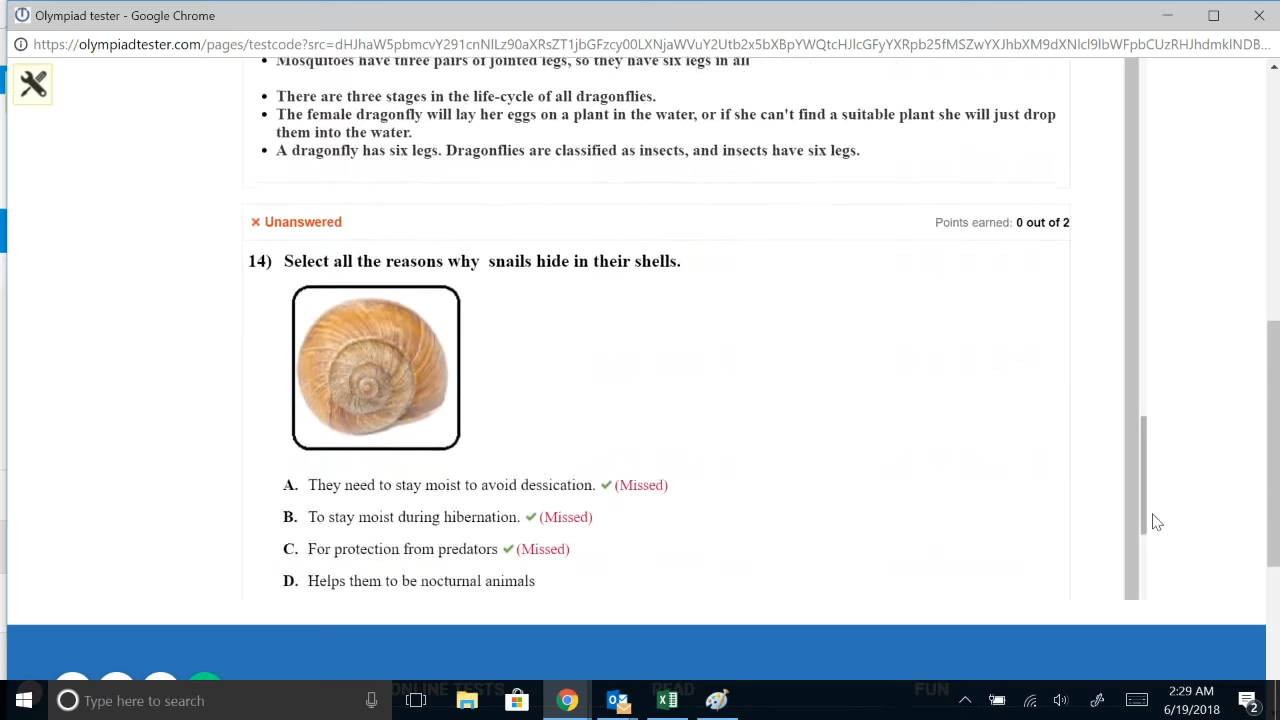 Olympiad tester - Google Chrome
https://olympiadtester.com/pages/testcode?src=dHJhaW5pbmcvY291cnNlLz90aXRsZT1jbGFzcy00LXNjaWVuY2Utb2x5bXBpYWQtcHJlcGFyYXRpb25fMSZwYXJhbXM9dXNlcl9lbWFpbCUzRHJhdmklNDB...
Mosquitoes have three pairs of jointed legs, so they have six legs in all
• There are three stages in the life-cycle of all dragonflies.
• The female dragonfly will lay her eggs on a plant in the water, or if she can't find a suitable plant she will just drop
them into the water.
• A dragonfly has six legs. Dragonflies are classified as insects, and insects have six legs.
× Unanswered Points earned: 0 out of 2
14) Select all the reasons why snails hide in their shells.
A. They need to stay moist to avoid dessication. ✔ (Missed)
B. To stay moist during hibernation. ✔ (Missed)
C. For protection from predators ✔ (Missed)
D. Helps them to be nocturnal animals
ONLINE TESTS READ FUN
Type here to search
2:29 AM
6/19/2018
2